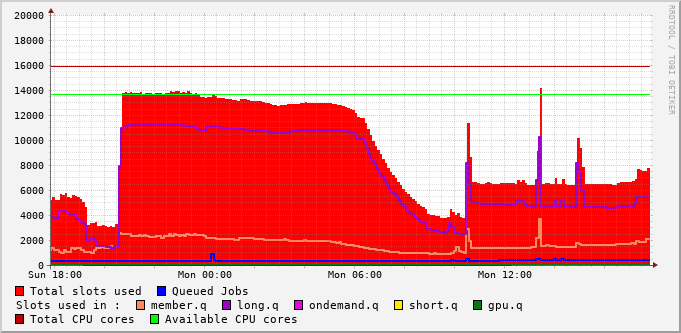 20000
18000
16000
14000
12000
10000
8000
6000
4000
2000
0
Sun 18:00 Mon 00:00 Mon 06:00 Mon 12:00
RRDTOOL / TOBI OETIKER
Total slots used Queued Jobs
Slots used in : member.q long.q ondemand.q short.q gpu.q
Total CPU cores Available CPU cores